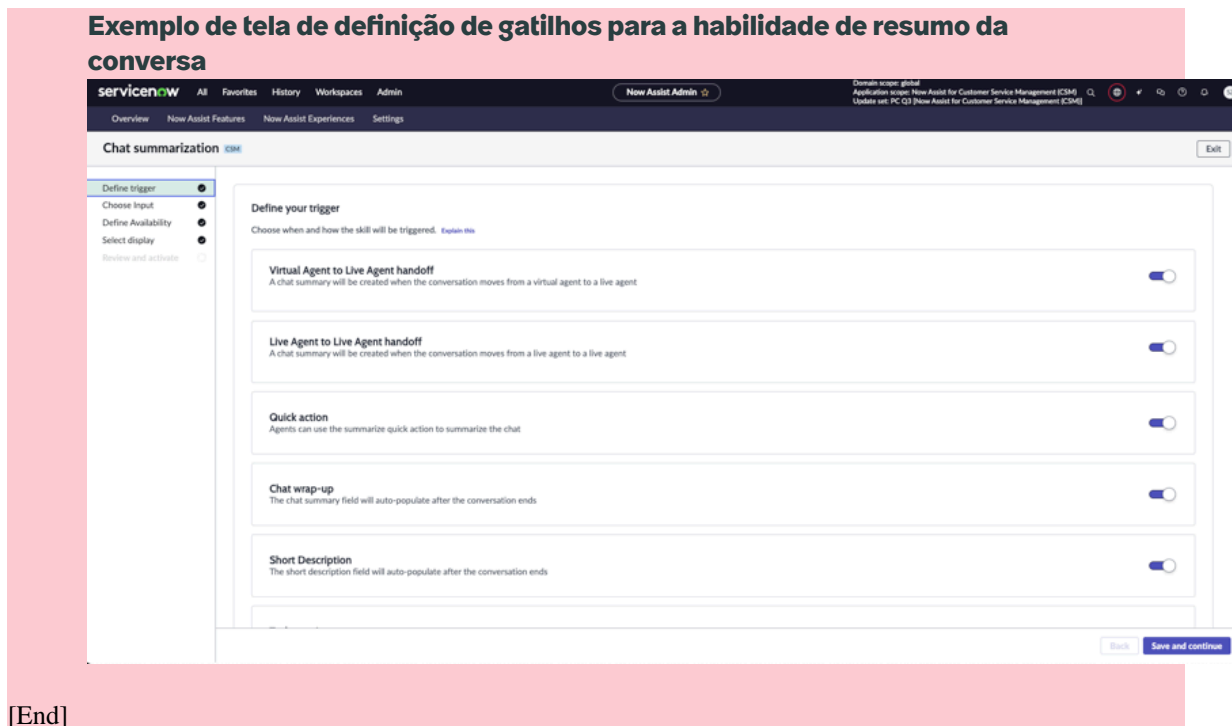 Exemplo de tela de definição de gatilhos para a habilidade de resumo da
conversa
servicenow All Favorites History Workspaces Admin Now Assist Admin ☆
Domain scope: global
Application scope: Now Assist for Customer Service Management (CSM)
Update set: PC Q3 [Now Assist for Customer Service Management (CSM)]
Overview Now Assist Features Now Assist Experiences Settings
Chat summarization CSM Exit
Define trigger
Choose Input
Define Availability
Select display
Review and activate
Define your trigger
Choose when and how the skill will be triggered. Explain this
Virtual Agent to Live Agent handoff
A chat summary will be created when the conversation moves from a virtual agent to a live agent
Live Agent to Live Agent handoff
A chat summary will be created when the conversation moves from a live agent to a live agent
Quick action
Agents can use the summarize quick action to summarize the chat
Chat wrap-up
The chat summary field will auto-populate after the conversation ends
Short Description
The short description field will auto-populate after the conversation ends
Back Save and continue
[End]